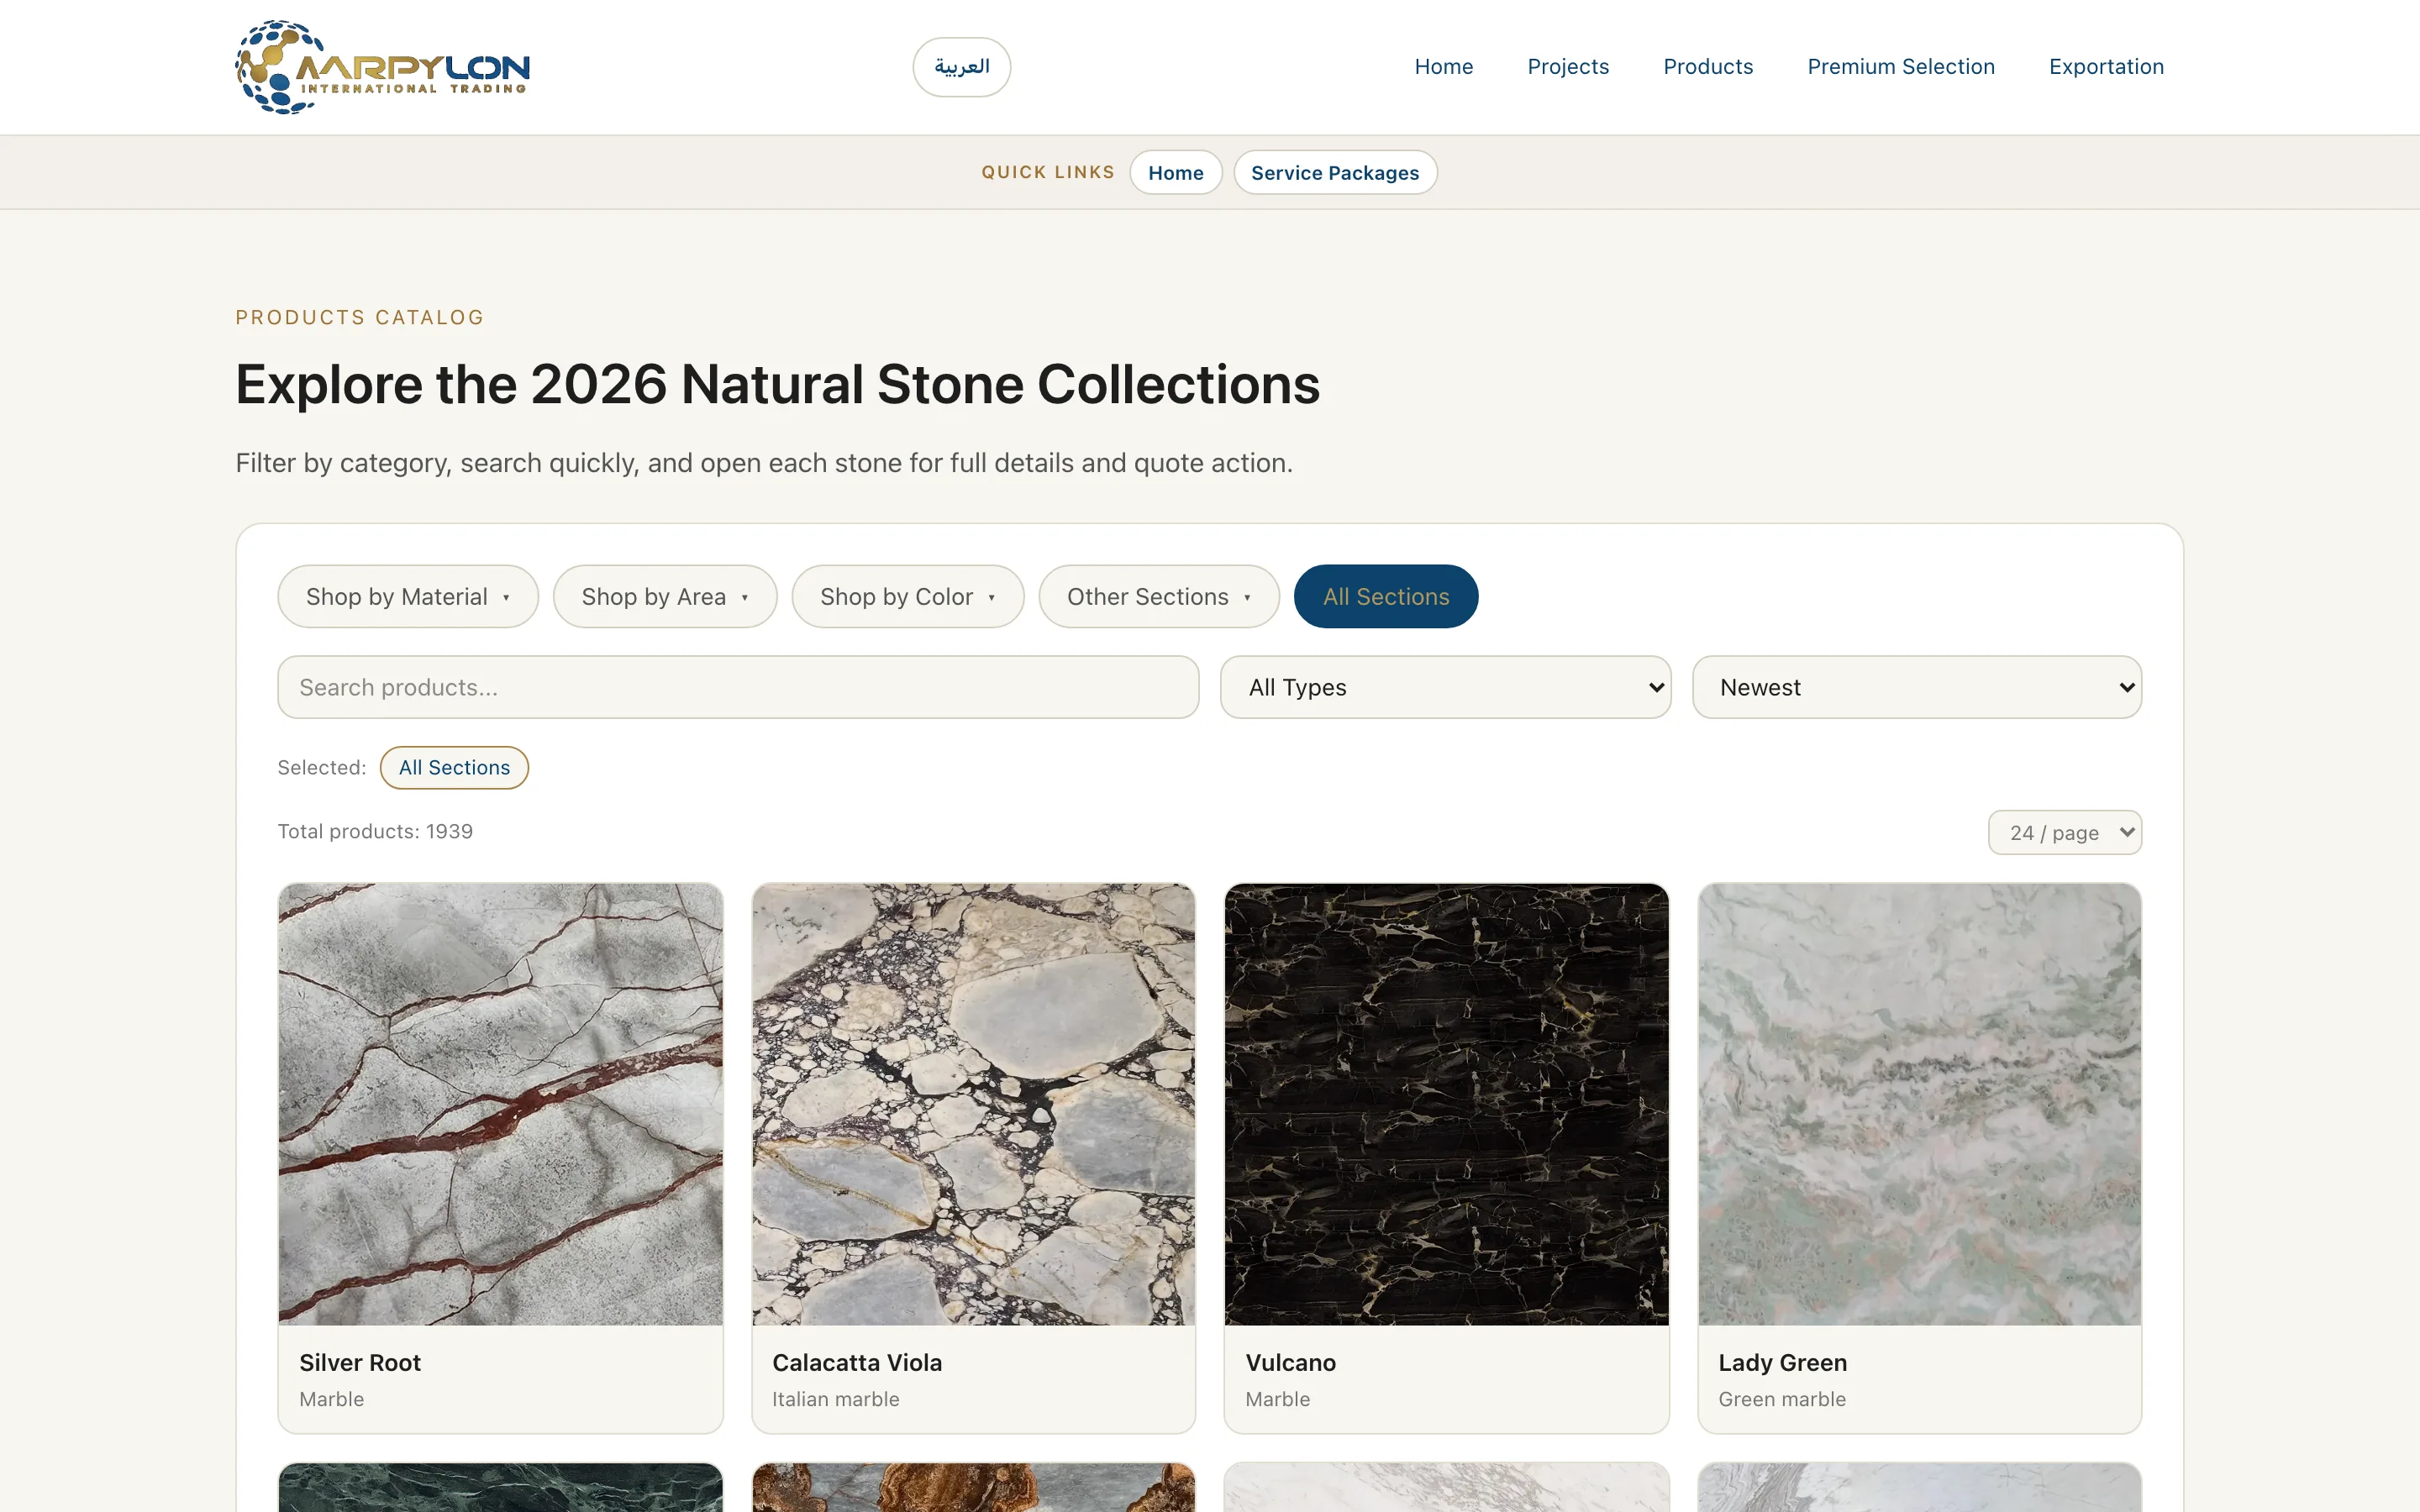 AARPYLON
INTERNATIONAL TRADING
العربية
Home
Projects
Products
Premium Selection
Exportation
QUICK LINKS
Home
Service Packages
PRODUCTS CATALOG
Explore the 2026 Natural Stone Collections
Filter by category, search quickly, and open each stone for full details and quote action.
Shop by Material
Shop by Area
Shop by Color
Other Sections
All Sections
Search products...
All Types
Newest
Selected: All Sections
Total products: 1939
24 / page
Silver Root
Marble
Calacatta Viola
Italian marble
Vulcano
Marble
Lady Green
Green marble